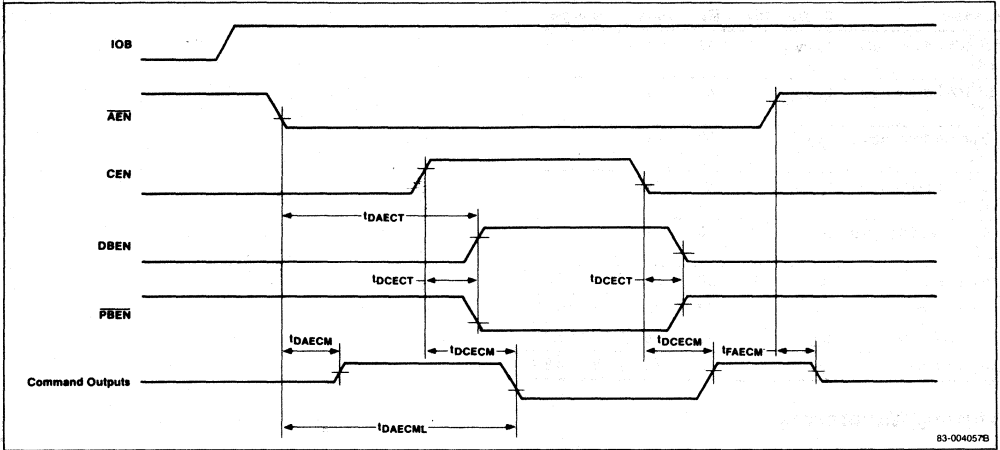 IOB
AEN
CEN
tDAECT
DBEN
tDCECT
tDCECT
PBEN
tDAECM
tDCECM
tDCECM
tFAECM
Command Outputs
tDAECML
83-004057B